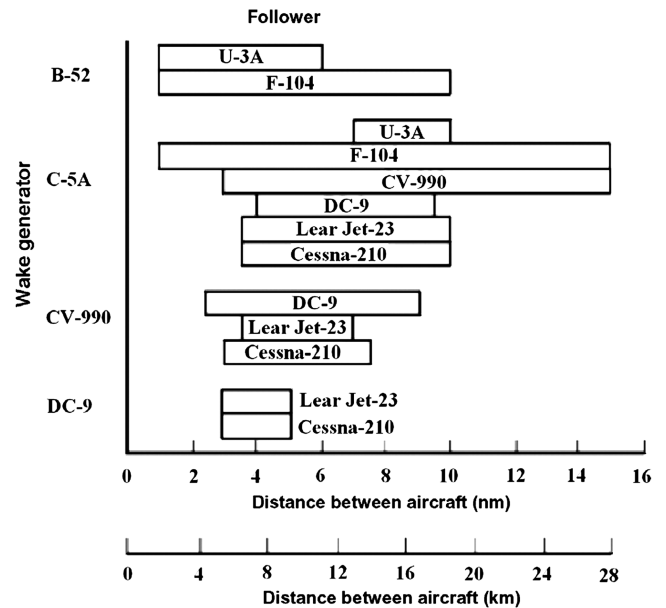 Follower
Wake generator
B-52
U-3A
F-104
C-5A
U-3A
F-104
CV-990
DC-9
Lear Jet-23
Cessna-210
CV-990
DC-9
Lear Jet-23
Cessna-210
DC-9
Lear Jet-23
Cessna-210
0 2 4 6 8 10 12 14 16
Distance between aircraft (nm)
0 4 8 12 16 20 24 28
Distance between aircraft (km)